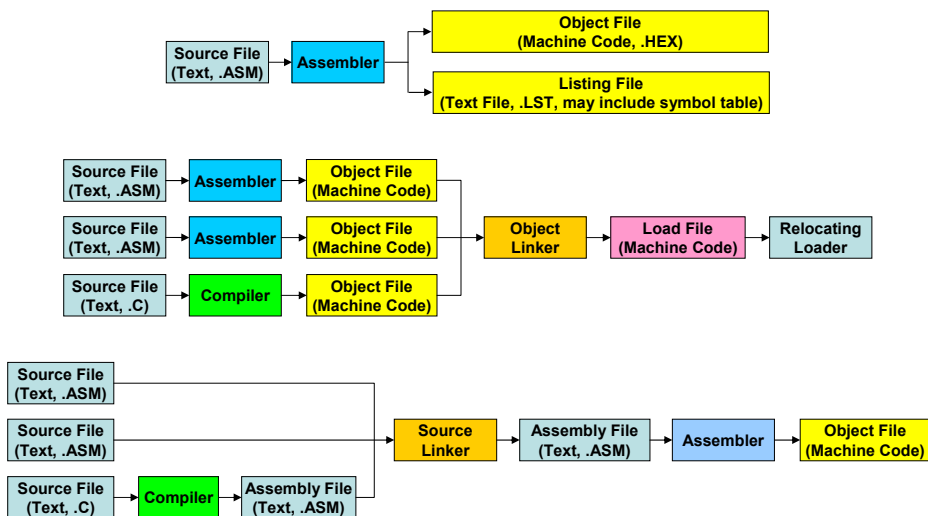 Object File
(Machine Code, .HEX)
Source File
(Text, .ASM)
Assembler
Listing File
(Text File, .LST, may include symbol table)
Source File
(Text, .ASM)
Assembler
Object File
(Machine Code)
Source File
(Text, .ASM)
Assembler
Object File
(Machine Code)
Object
Linker
Load File
(Machine Code)
Relocating
Loader
Source File
(Text, .C)
Compiler
Object File
(Machine Code)
Source File
(Text, .ASM)
Source File
(Text, .ASM)
Source
Linker
Assembly File
(Text, .ASM)
Assembler
Object File
(Machine Code)
Source File
(Text, .C)
Compiler
Assembly File
(Text, .ASM)